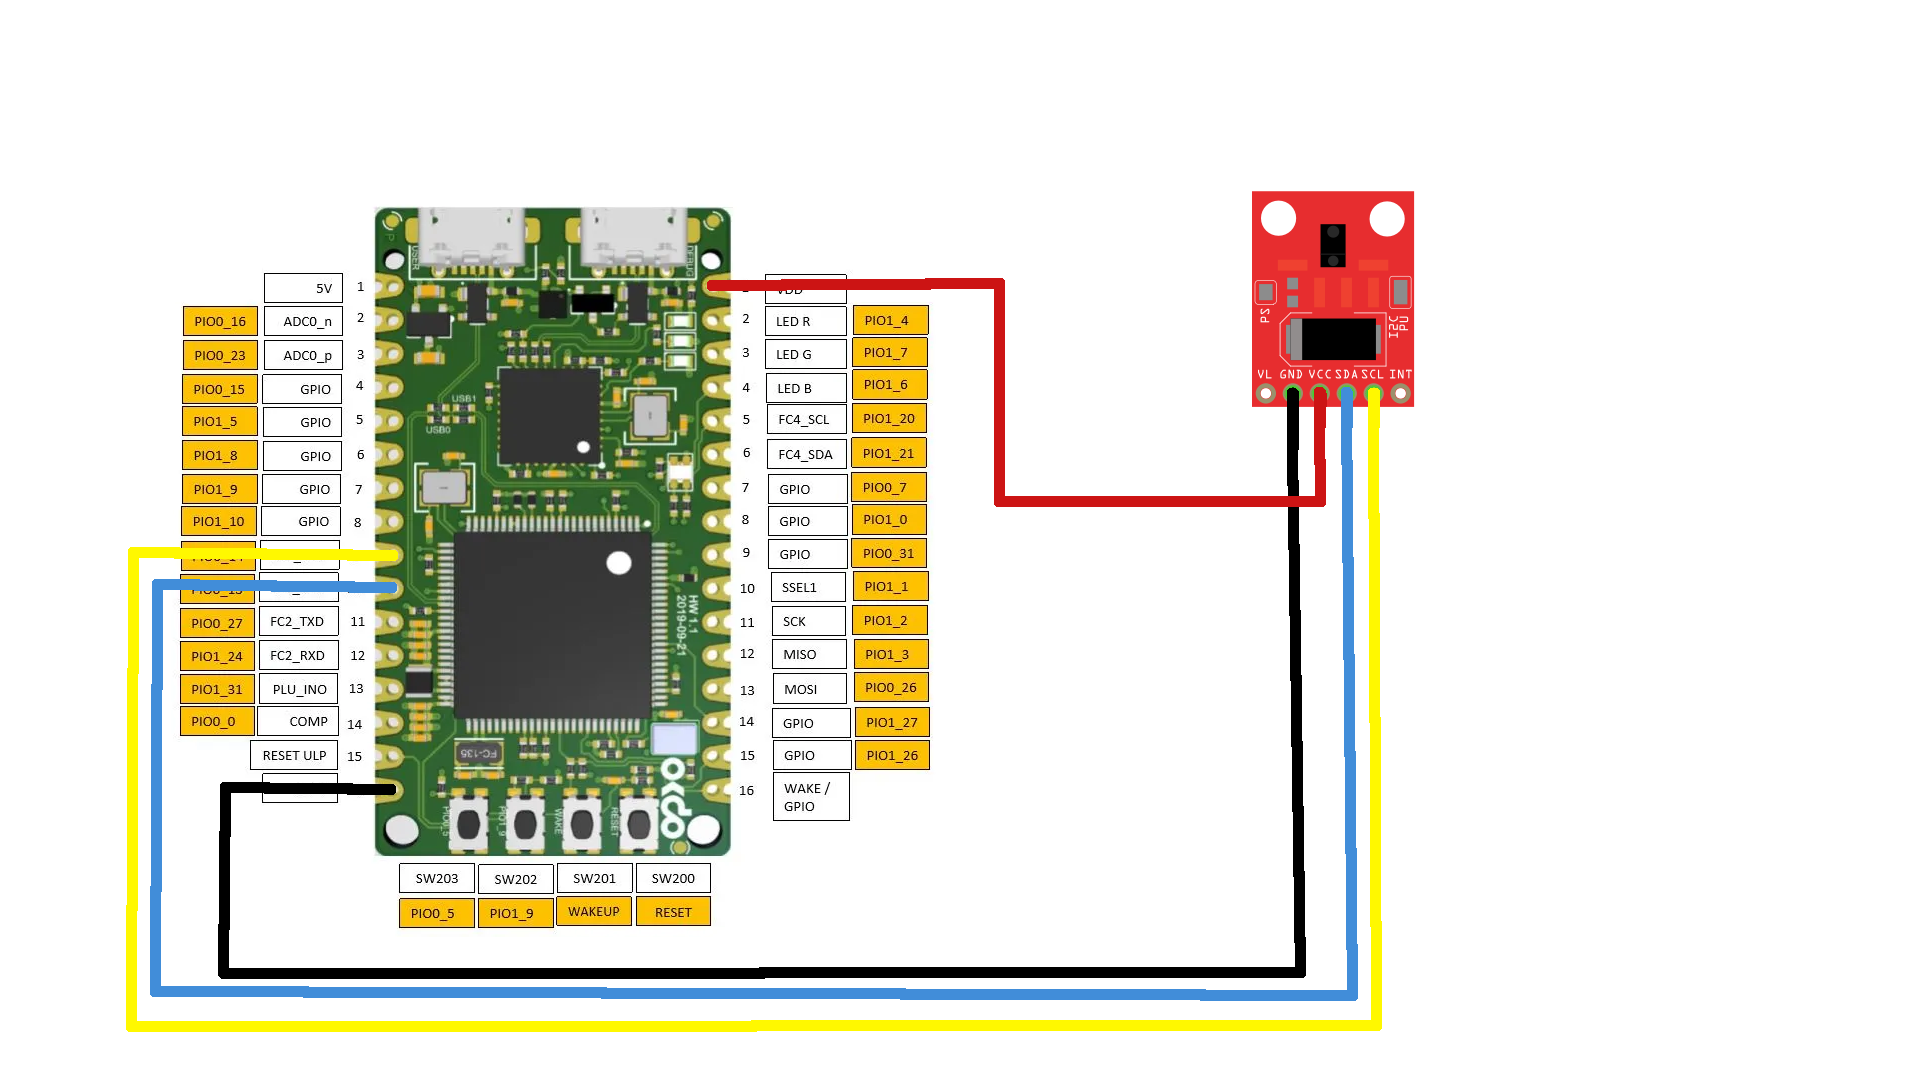 USER
DEBUG
5V 1
PIO0_16 ADC0_n 2
PIO0_23 ADC0_p 3
PIO0_15 GPIO 4
PIO1_5 GPIO 5
PIO1_8 GPIO 6
PIO1_9 GPIO 7
PIO1_10 GPIO 8
PIO0_27 FC2_TXD 11
PIO1_24 FC2_RXD 12
PIO1_31 PLU_INO 13
PIO0_0 COMP 14
RESET ULP 15
USB1
USB0
HW 1.1
2019-09-21
FC-135
okdo
PIO0_5
PIO1_9
WAKE
RESET
VDD
2 LED R PIO1_4
3 LED G PIO1_7
4 LED B PIO1_6
5 FC4_SCL PIO1_20
6 FC4_SDA PIO1_21
7 GPIO PIO0_7
8 GPIO PIO1_0
9 GPIO PIO0_31
10 SSEL1 PIO1_1
11 SCK PIO1_2
12 MISO PIO1_3
13 MOSI PIO0_26
14 GPIO PIO1_27
15 GPIO PIO1_26
16 WAKE /
GPIO
SW203 SW202 SW201 SW200
PIO0_5 PIO1_9 WAKEUP RESET
PS
I2C
PU
VL GND VCC SDA SCL INT